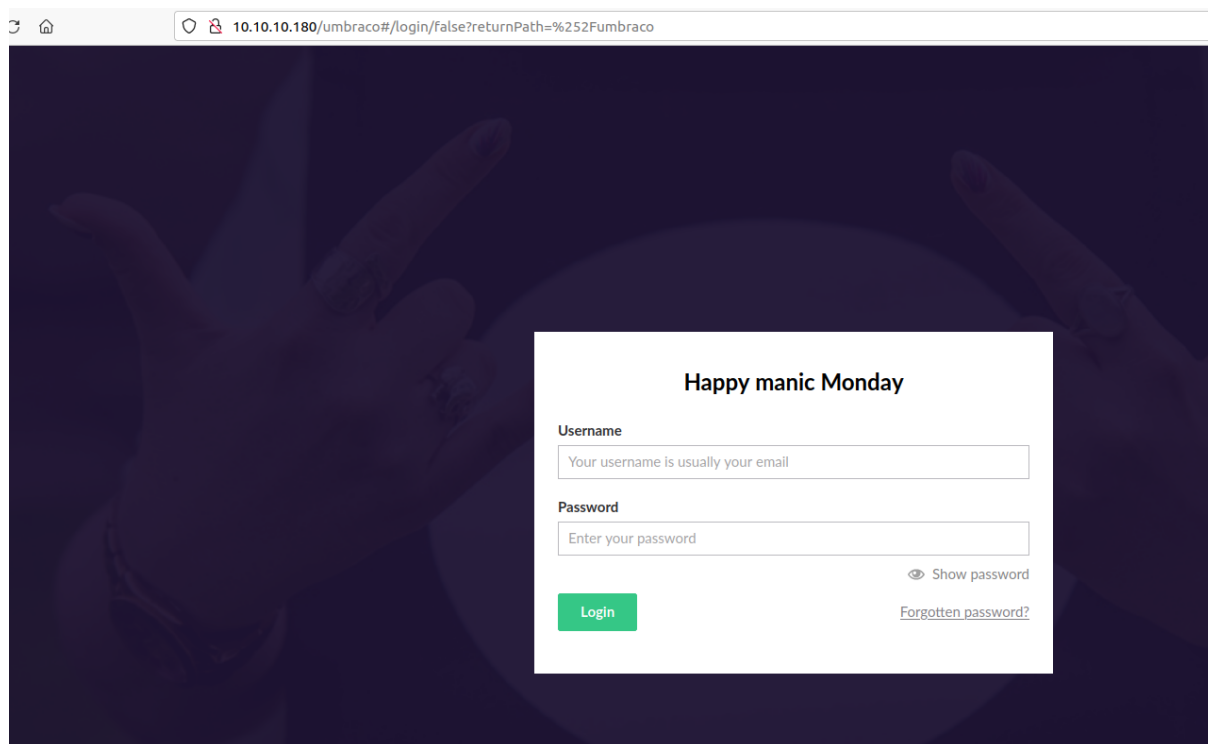 10.10.10.180/umbraco#/login/false?returnPath=%252Fumbraco
Happy manic Monday
Username
Your username is usually your email
Password
Enter your password
Show password
Login
Forgotten password?